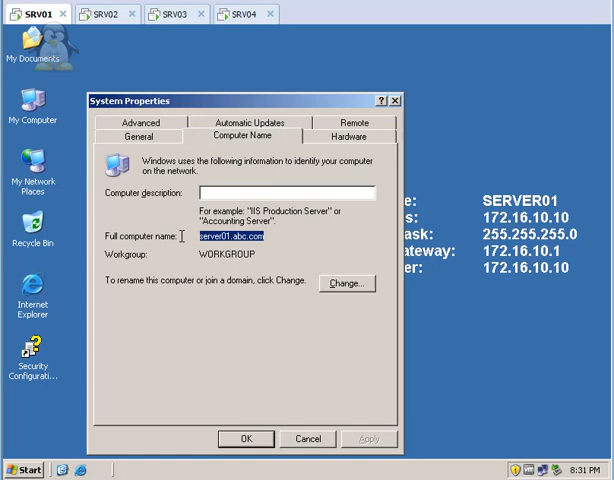 SRV01
SRV02
SRV03
SRV04
My Documents
My Computer
My Network
Places
Recycle Bin
Internet
Explorer
Security
Configurati...
System Properties
Advanced
Automatic Updates
Remote
General
Computer Name
Hardware
Windows uses the following information to identify your computer
on the network.
Computer description:
For example: "IIS Production Server" or
"Accounting Server".
Full computer name:
server01.abc.com
Workgroup:
WORKGROUP
To rename this computer or join a domain, click Change.
Change...
OK
Cancel
Apply
e: SERVER01
s: 172.16.10.10
ask: 255.255.255.0
ateway: 172.16.10.1
er: 172.16.10.10
Start
8:31 PM